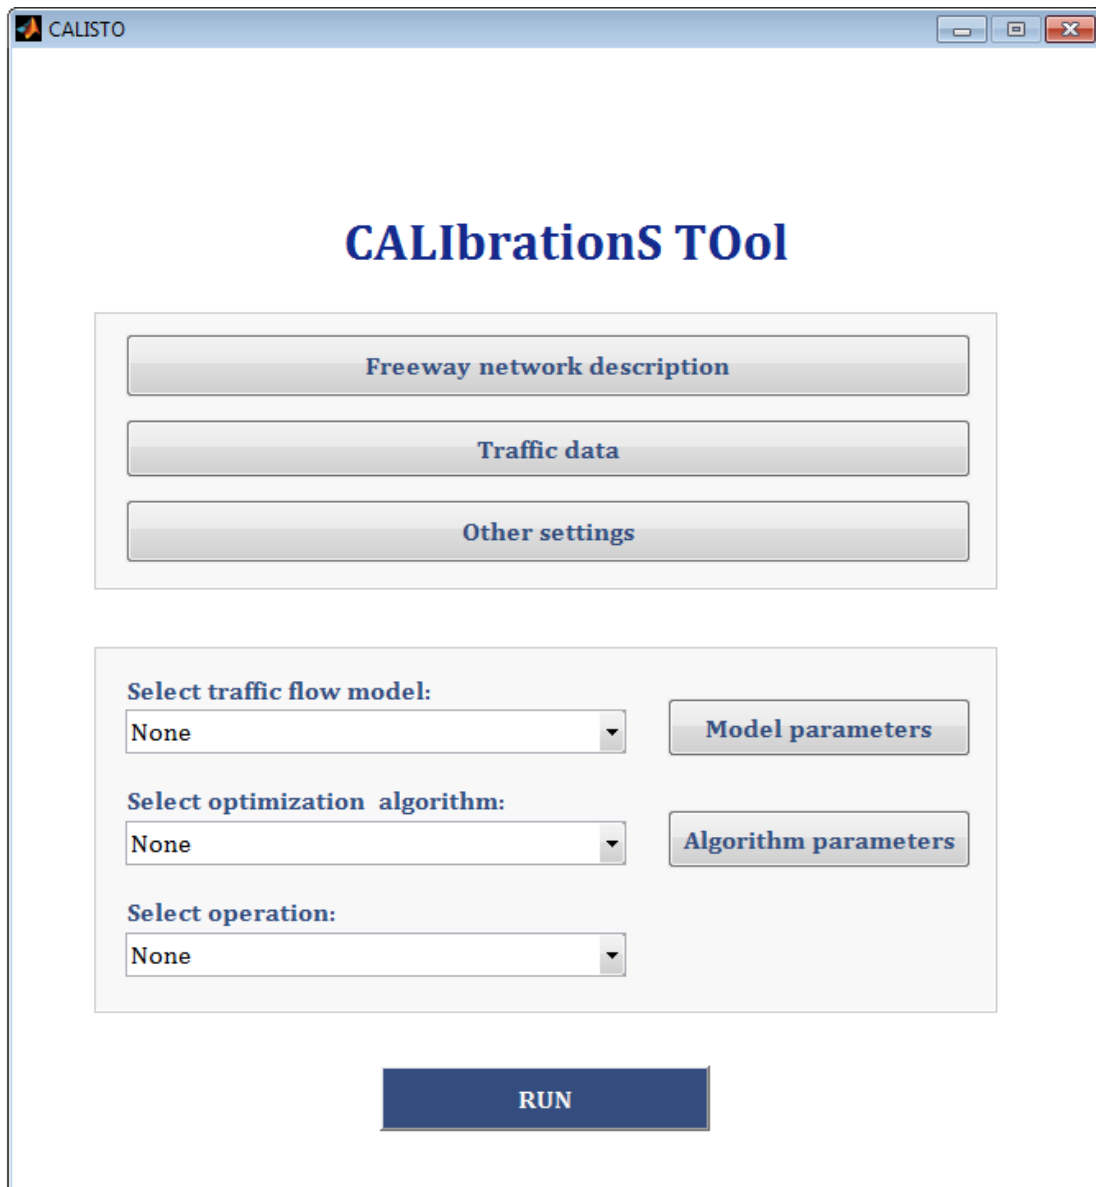 CALISTO
CALIbrationS TOol
Freeway network description
Traffic data
Other settings
Select traffic flow model:
None
Model parameters
Select optimization  algorithm:
None
Algorithm parameters
Select operation:
None
RUN